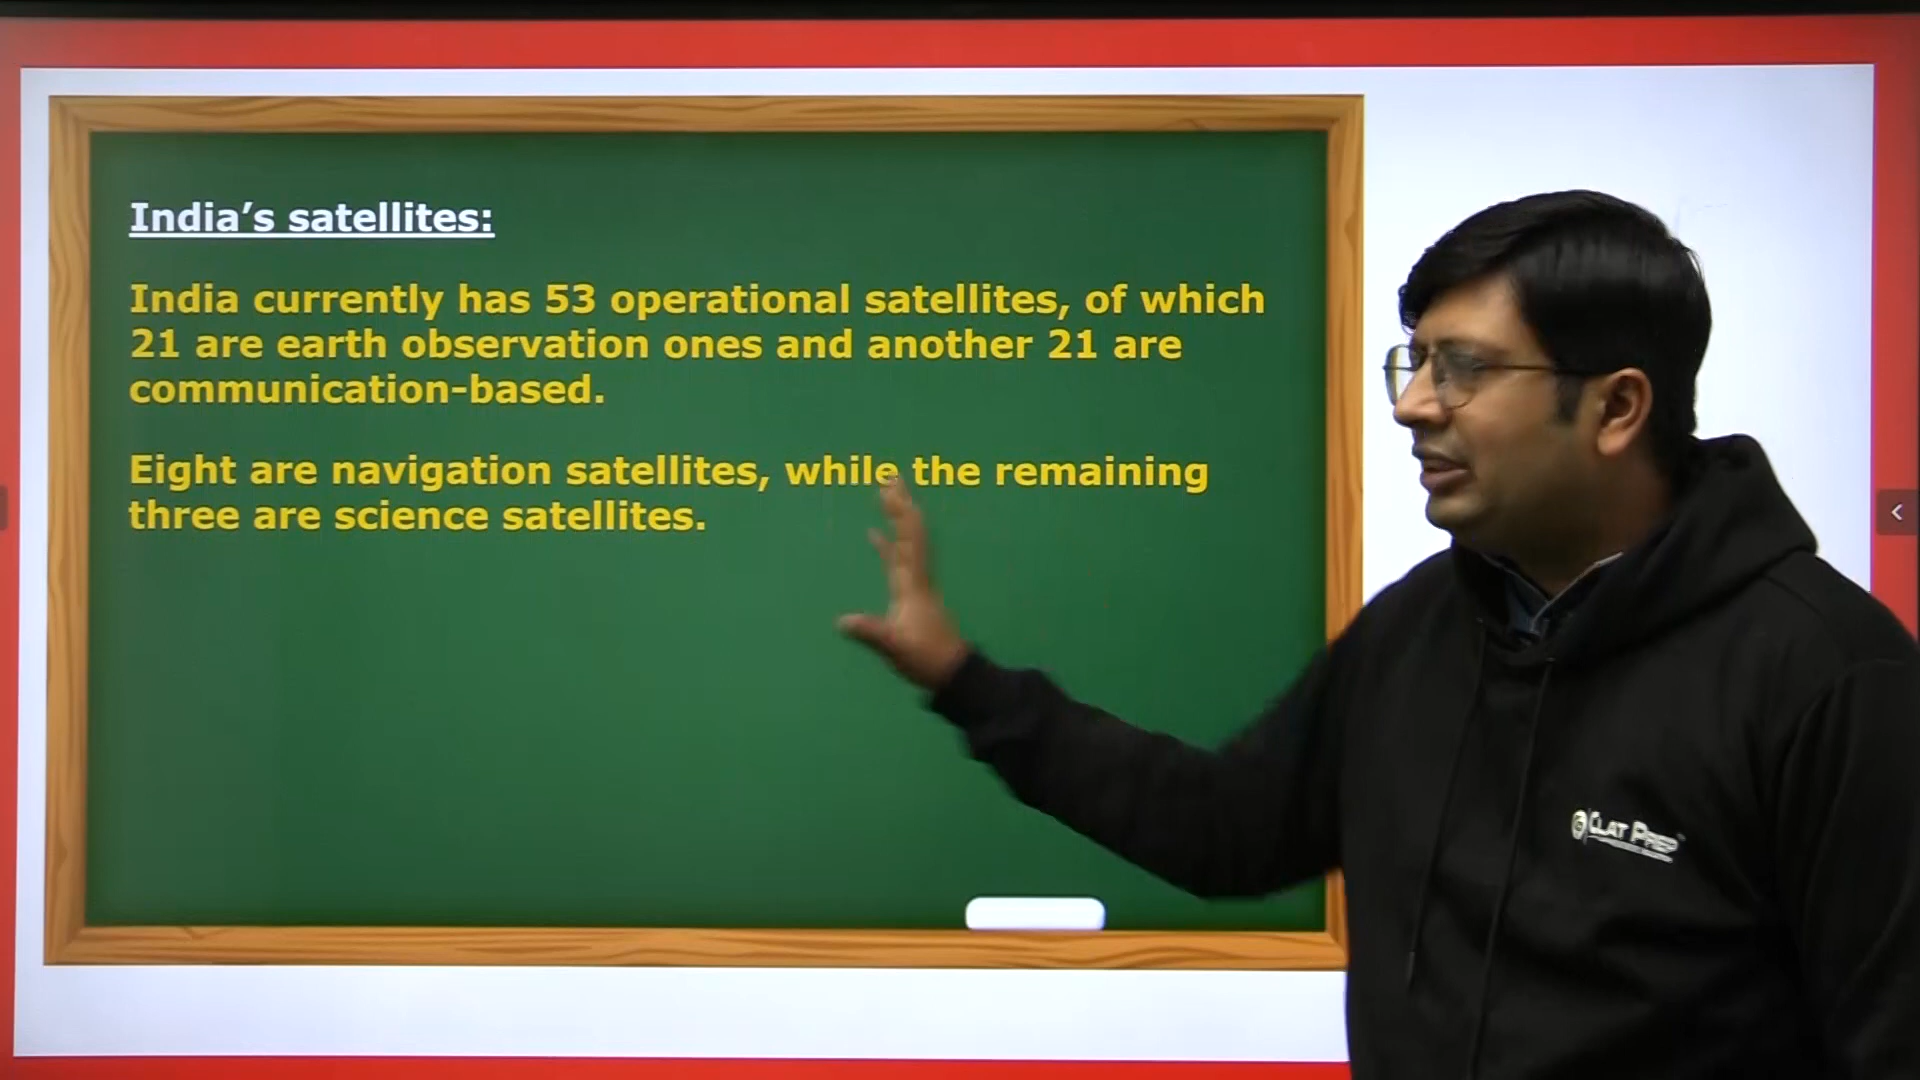 India’s satellites:
India currently has 53 operational satellites, of which
21 are earth observation ones and another 21 are
communication-based.
Eight are navigation satellites, while the remaining
three are science satellites.
CLAT PREP